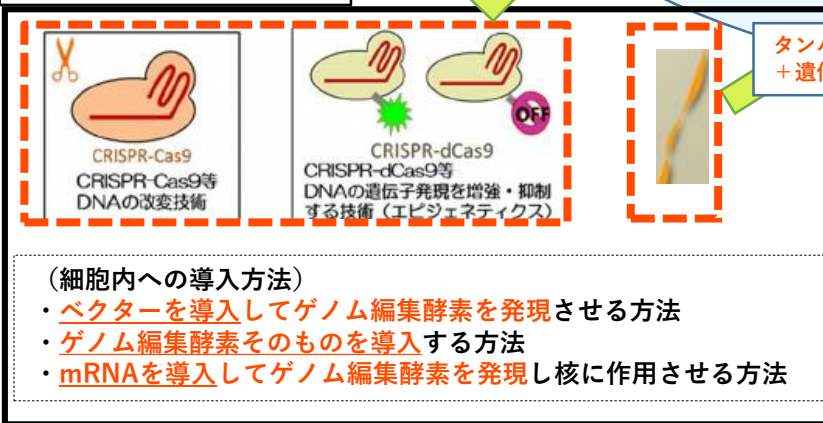 タンパ
＋遺伝
OFF
CRISPR-Cas9
CRISPR-Cas9等
DNAの改変技術
CRISPR-dCas9
CRISPR-dCas9等
DNAの遺伝子発現を増強・抑制
する技術（エピジェネティクス）
（細胞内への導入方法）
・ベクターを導入してゲノム編集酵素を発現させる方法
・ゲノム編集酵素そのものを導入する方法
・mRNAを導入してゲノム編集酵素を発現し核に作用させる方法